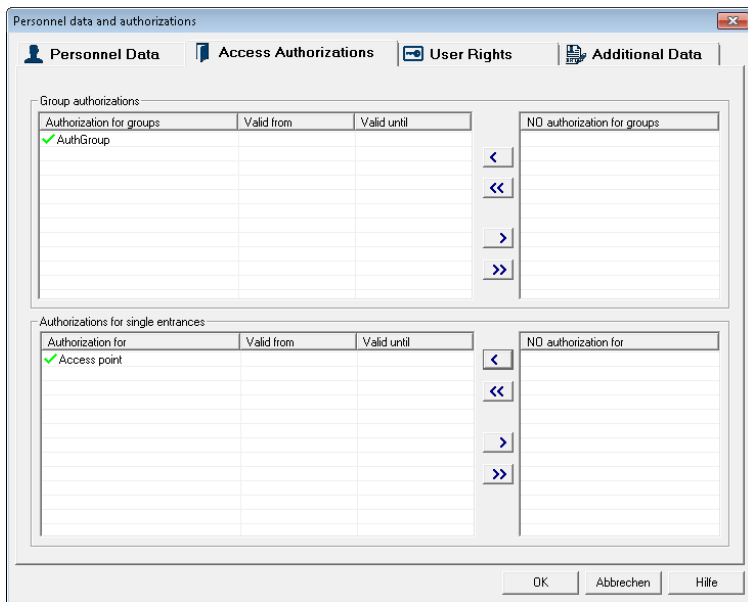 Personnel data and authorizations
Personnel Data
Access Authorizations
User Rights
Additional Data
Group authorizations
Authorization for groups Valid from Valid until
AuthGroup
<
<<
>
>>
NO authorization for groups
Authorizations for single entrances
Authorization for Valid from Valid until
Access point
<
<<
>
>>
NO authorization for
OK Abbrechen Hilfe